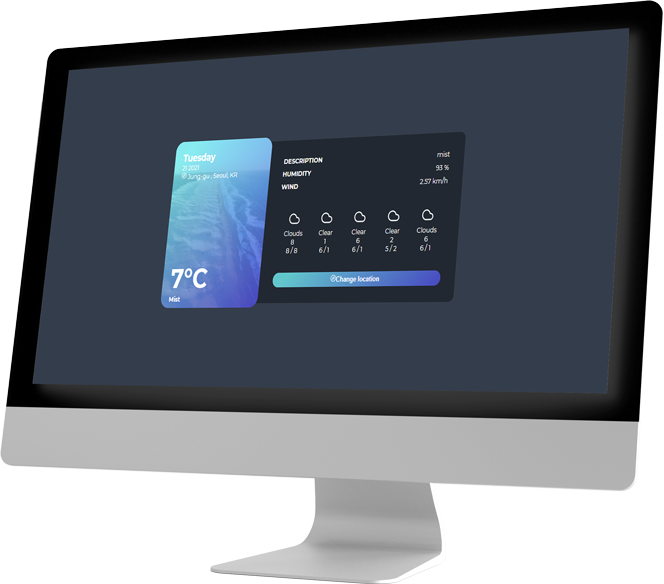 Tuesday
21 2021
Jung-gu , Seoul, KR
7°C
Mist
DESCRIPTION mist
HUMIDITY 93 %
WIND 2.57 km/h
Clouds Clear Clear Clear Clouds
8 1 6 2 6
8 / 8 6 / 1 6 / 1 5 / 2 6 / 1
Change location